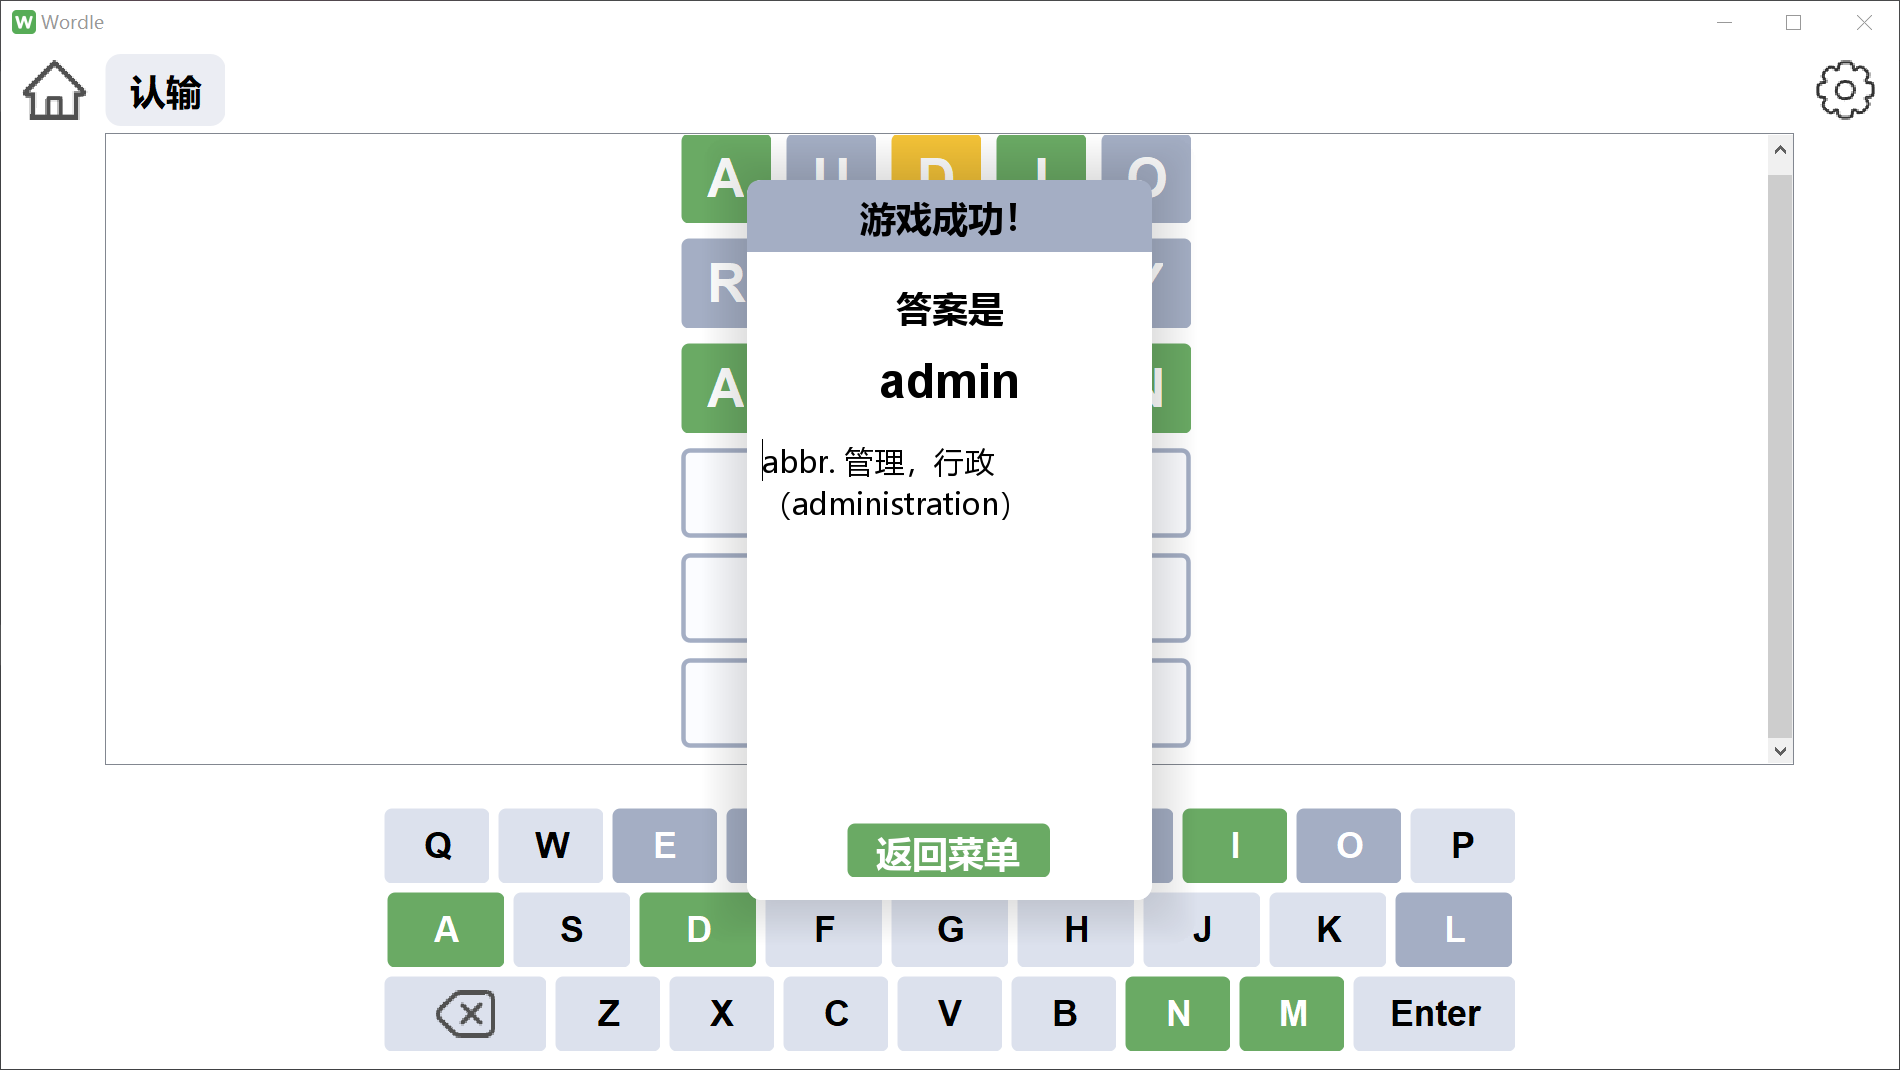 Wordle
认输
A U D I O
游戏成功！
R Y
答案是
admin
A N
abbr. 管理，行政
（administration）
返回菜单
Q W E I O P
A S D F G H J K L
Z X C V B N M Enter